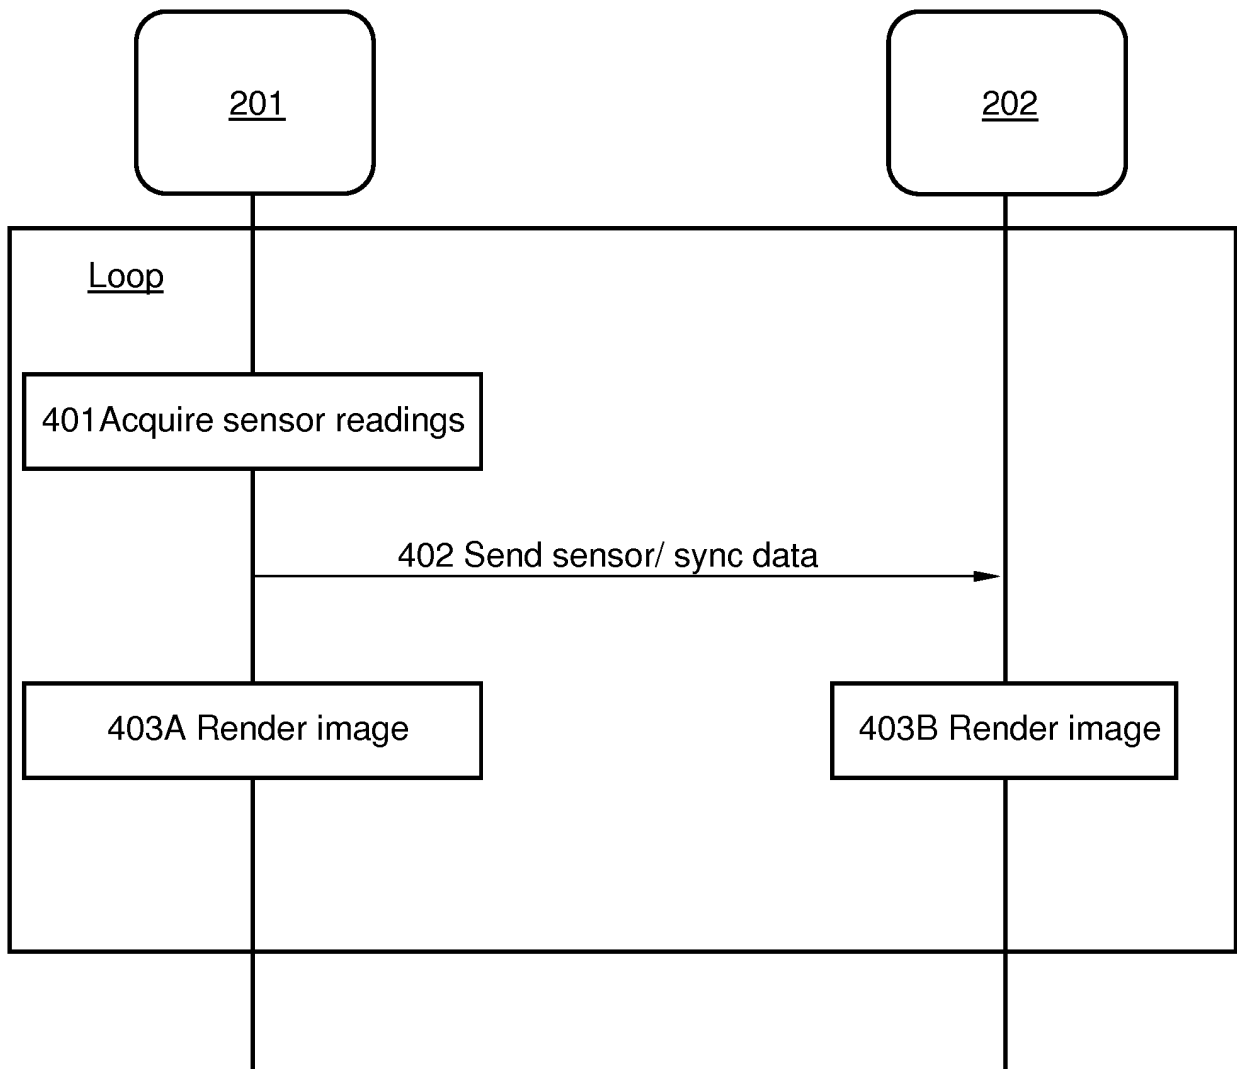 201
202
Loop
401Acquire sensor readings
402 Send sensor/ sync data
403A Render image
403B Render image